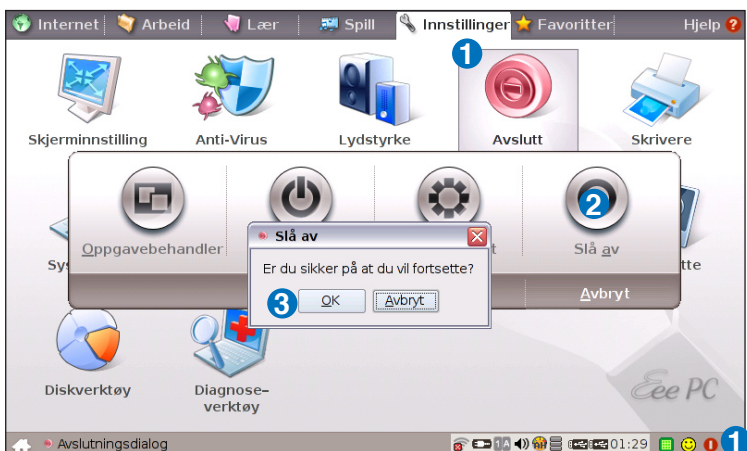 Internet Arbeid Lær Spill Innstillinger Favoritter Hjelp ?
1
Skjerminnstilling Anti-Virus Lydstyrke Avslutt Skrivere
2
Oppgavebehandler Slå av
Slå av
Er du sikker på at du vil fortsette?
3 OK Avbryt
Avbryt
Diskverktøy Diagnose-
verktøy
Eee PC
Avslutningsdialog 1A 01:29 1